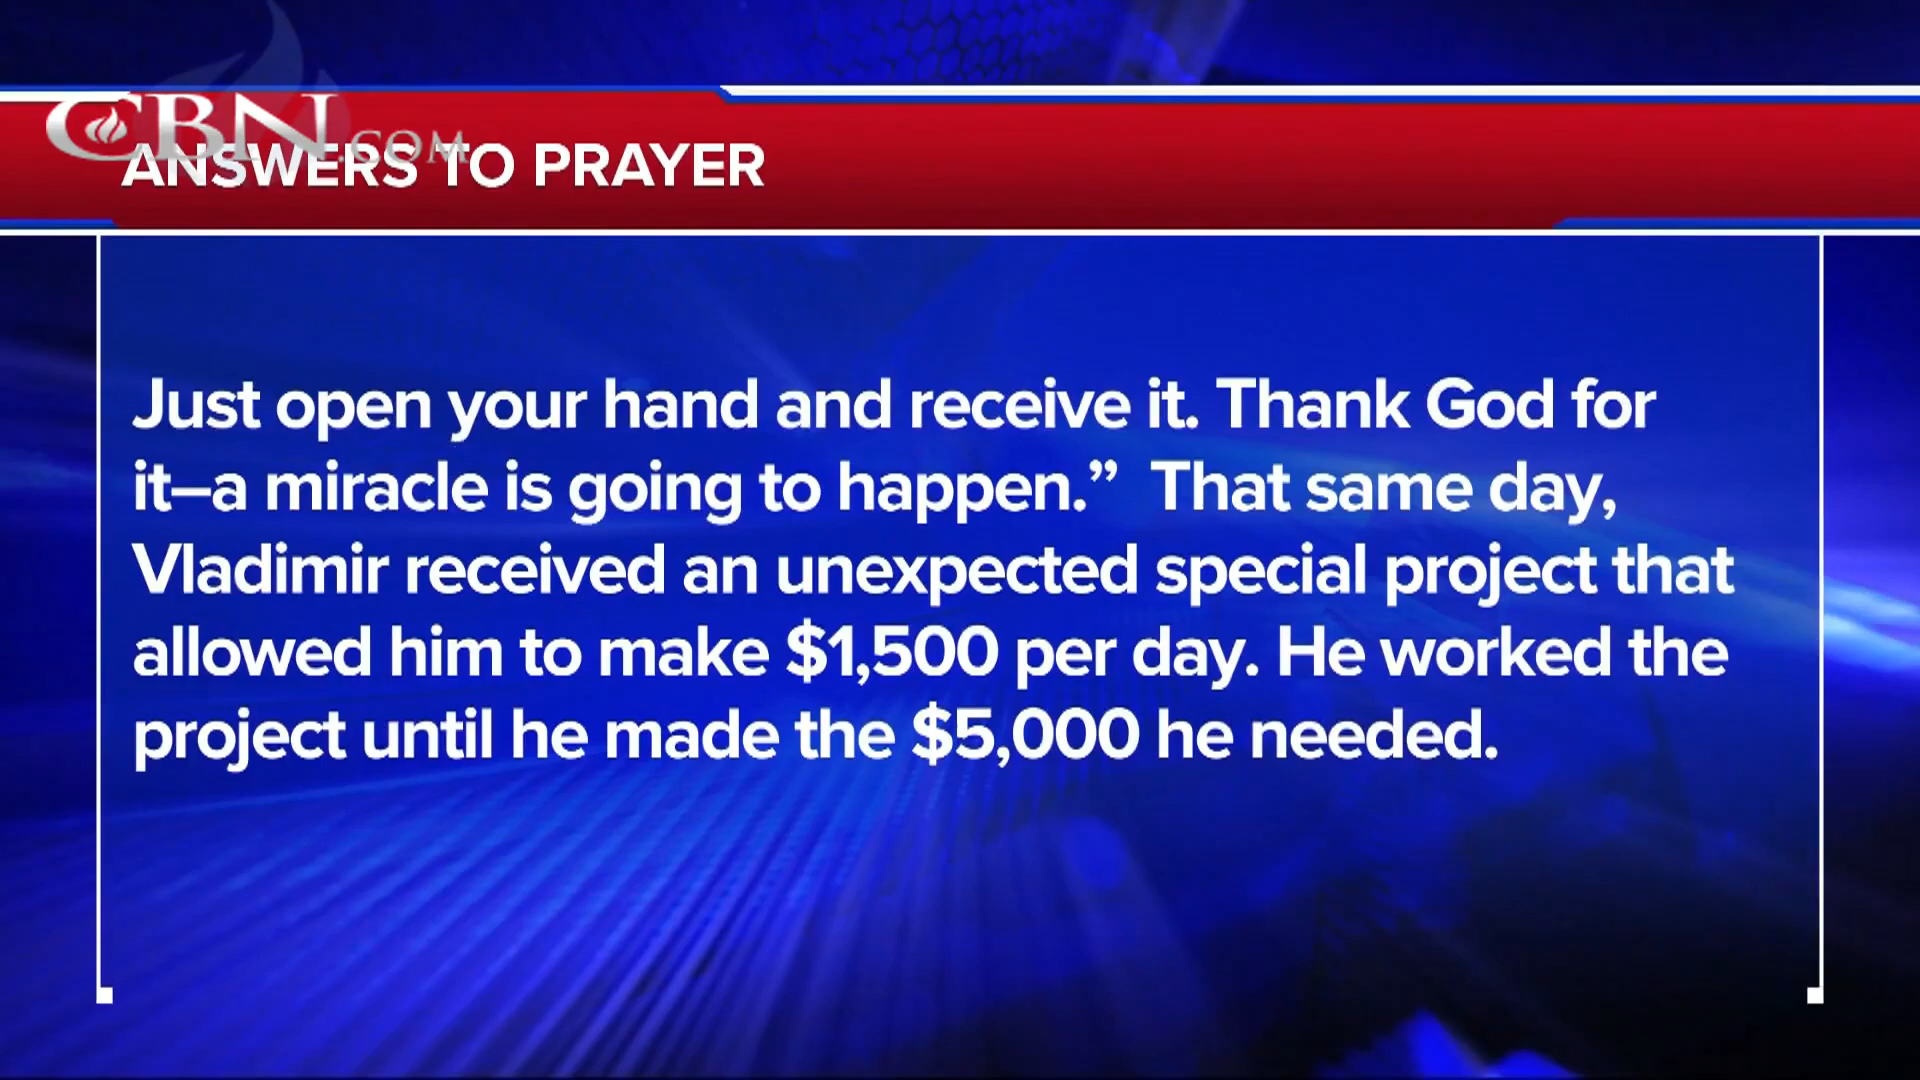 CBN.COM
ANSWERS TO PRAYER
Just open your hand and receive it. Thank God for
it–a miracle is going to happen.”  That same day,
Vladimir received an unexpected special project that
allowed him to make $1,500 per day. He worked the
project until he made the $5,000 he needed.